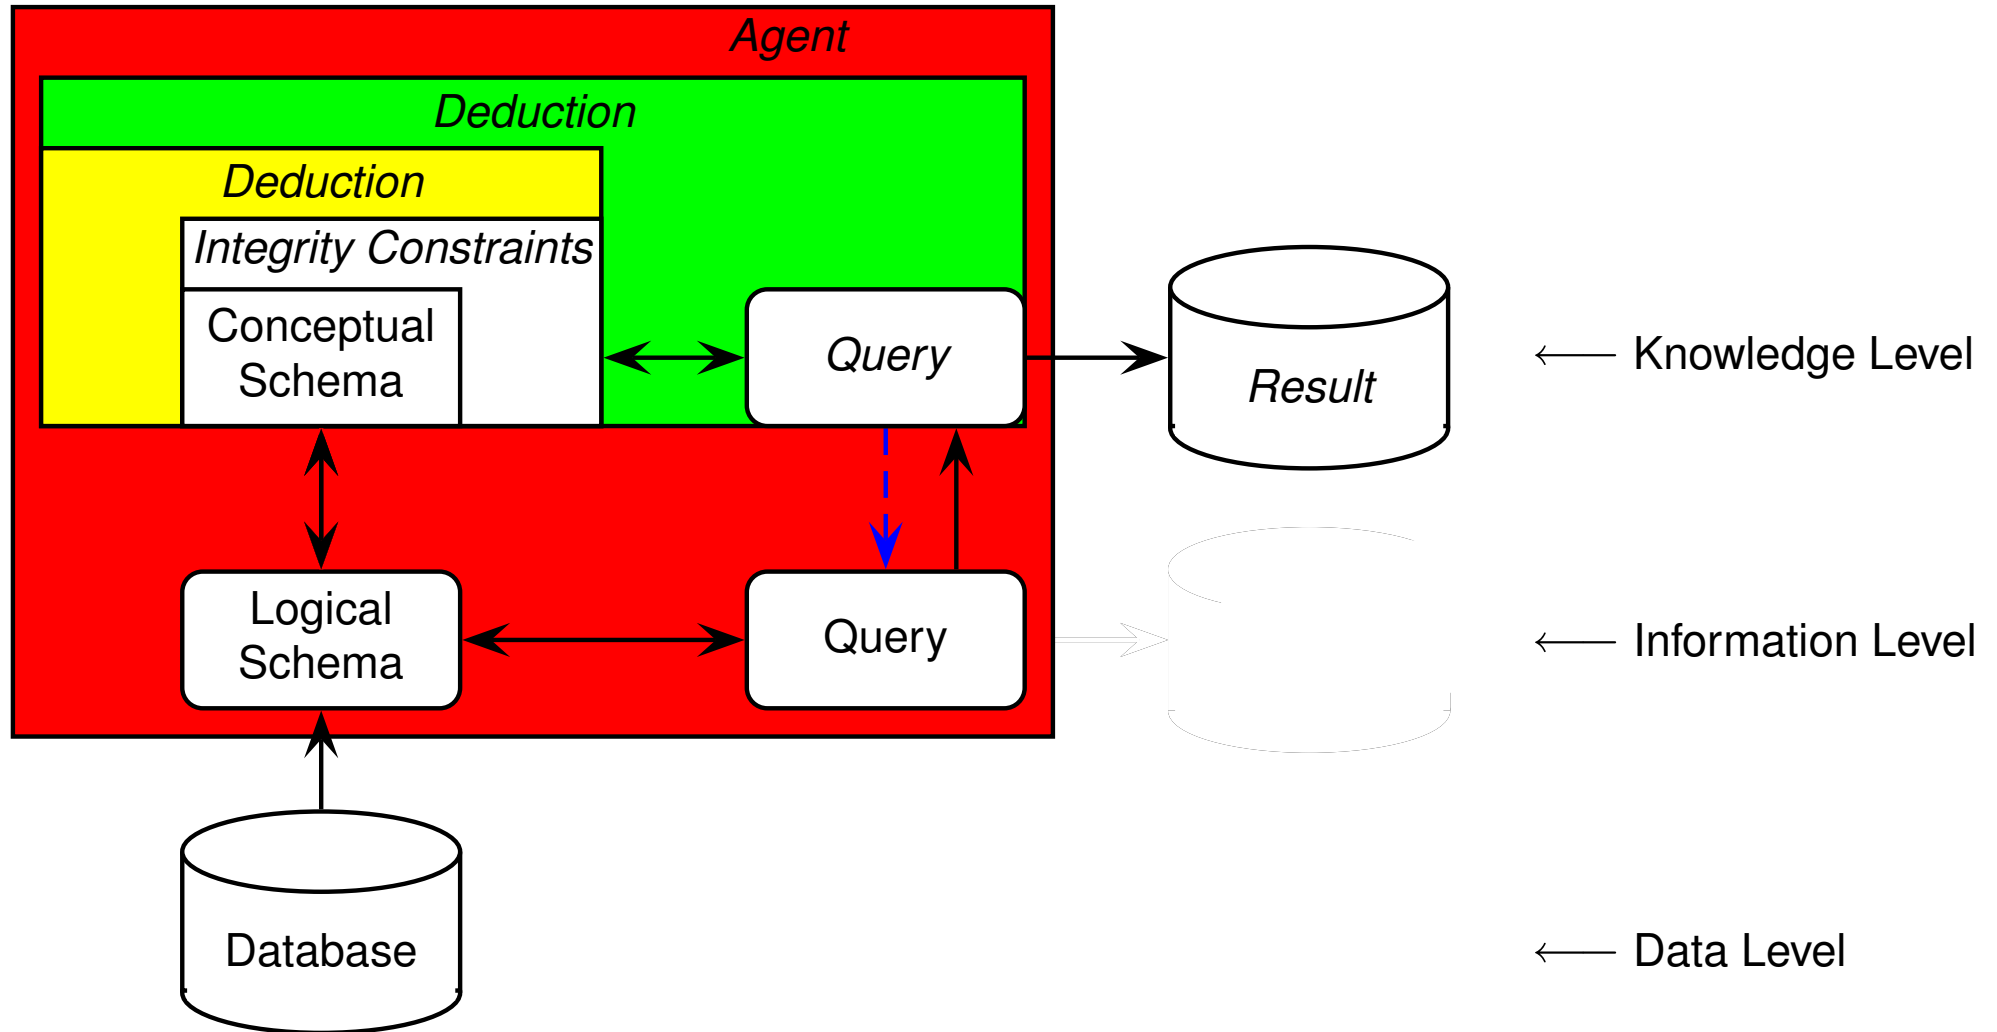 Agent
Deduction
Deduction
Integrity Constraints
Conceptual
Schema
Query
Result
Knowledge Level
Logical
Schema
Query
Information Level
Database
Data Level